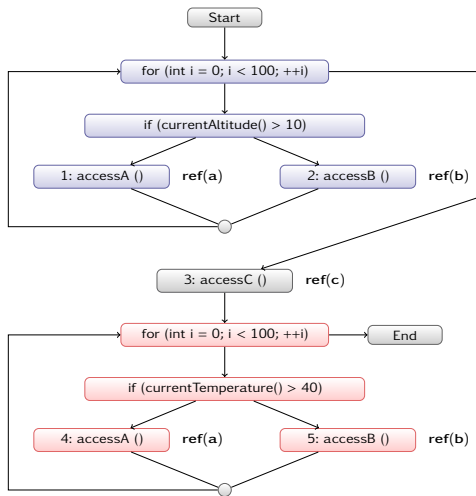 Start
for (int i = 0; i < 100; ++i)
if (currentAltitude() > 10)
1: accessA () ref(a) 2: accessB () ref(b)
3: accessC () ref(c)
for (int i = 0; i < 100; ++i) End
if (currentTemperature() > 40)
4: accessA () ref(a) 5: accessB () ref(b)